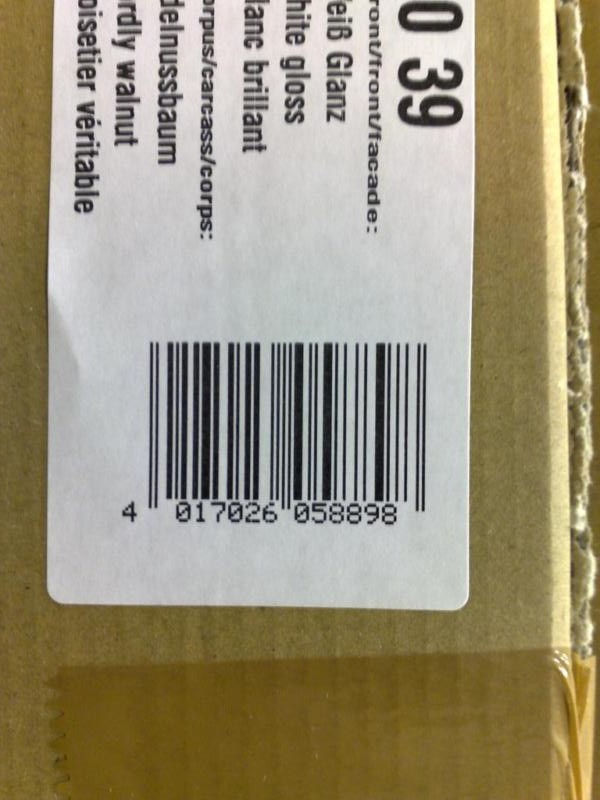 0 39
ront/front/facade:
eiß Glanz
hite gloss
lanc brillant
orpus/carcass/corps:
delnussbaum
rdly walnut
oisetier véritable
4 017026 058898